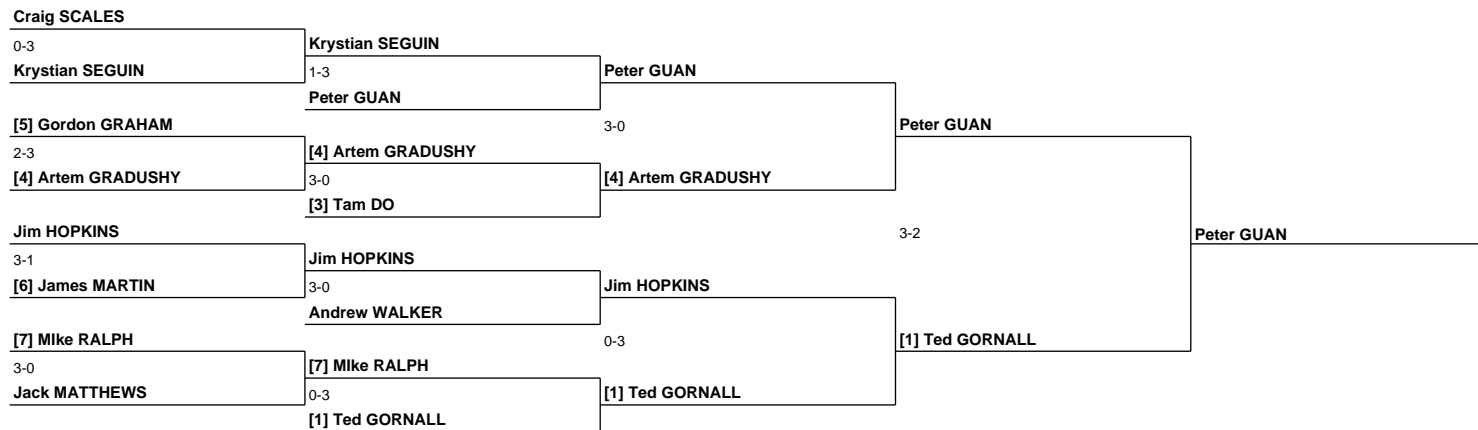 Craig SCALES
0-3
Krystian SEGUIN
Krystian SEGUIN
1-3
Peter GUAN
Peter GUAN
[5] Gordon GRAHAM
3-0
Peter GUAN
2-3
[4] Artem GRADUSHY
[4] Artem GRADUSHY
3-0
[4] Artem GRADUSHY
[3] Tam DO
Jim HOPKINS
3-2
Peter GUAN
3-1
Jim HOPKINS
[6] James MARTIN
3-0
Jim HOPKINS
Andrew WALKER
[7] MIke RALPH
0-3
[1] Ted GORNALL
3-0
[7] MIke RALPH
Jack MATTHEWS
0-3
[1] Ted GORNALL
[1] Ted GORNALL